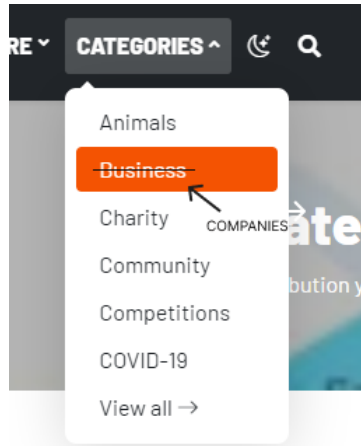 RE
CATEGORIES
Animals
Business
Charity
COMPANIES
ate
Community
bution y
Competitions
COVID-19
View all →